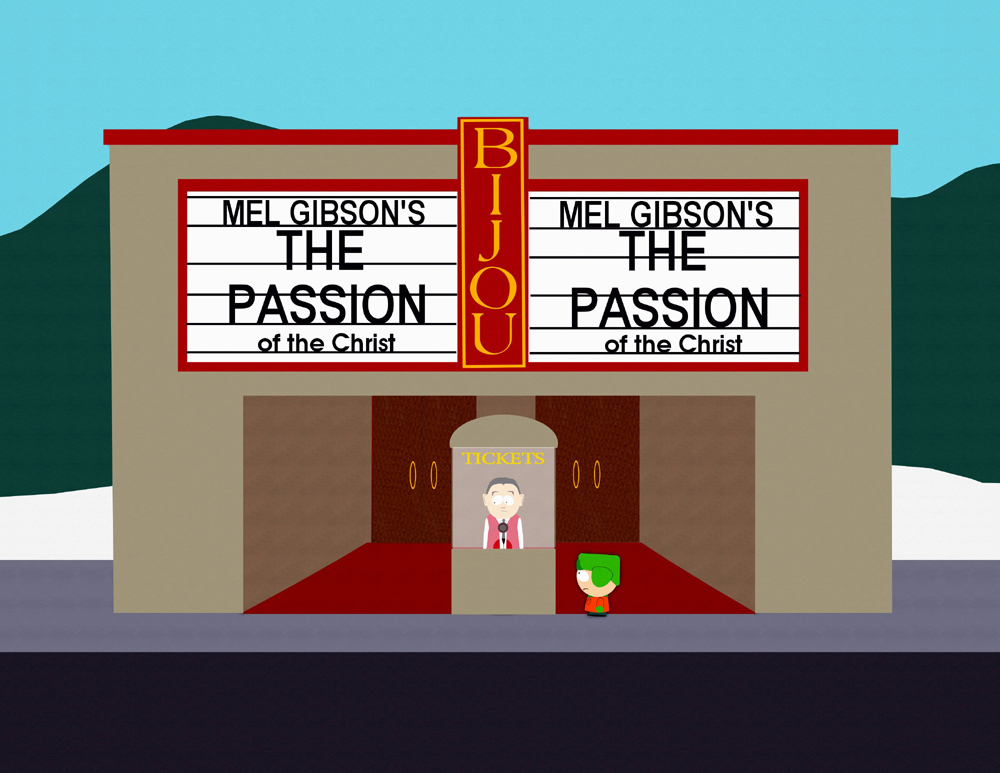 BIJOU
MEL GIBSON'S
THE
PASSION
of the Christ
MEL GIBSON'S
THE
PASSION
of the Christ
TICKETS